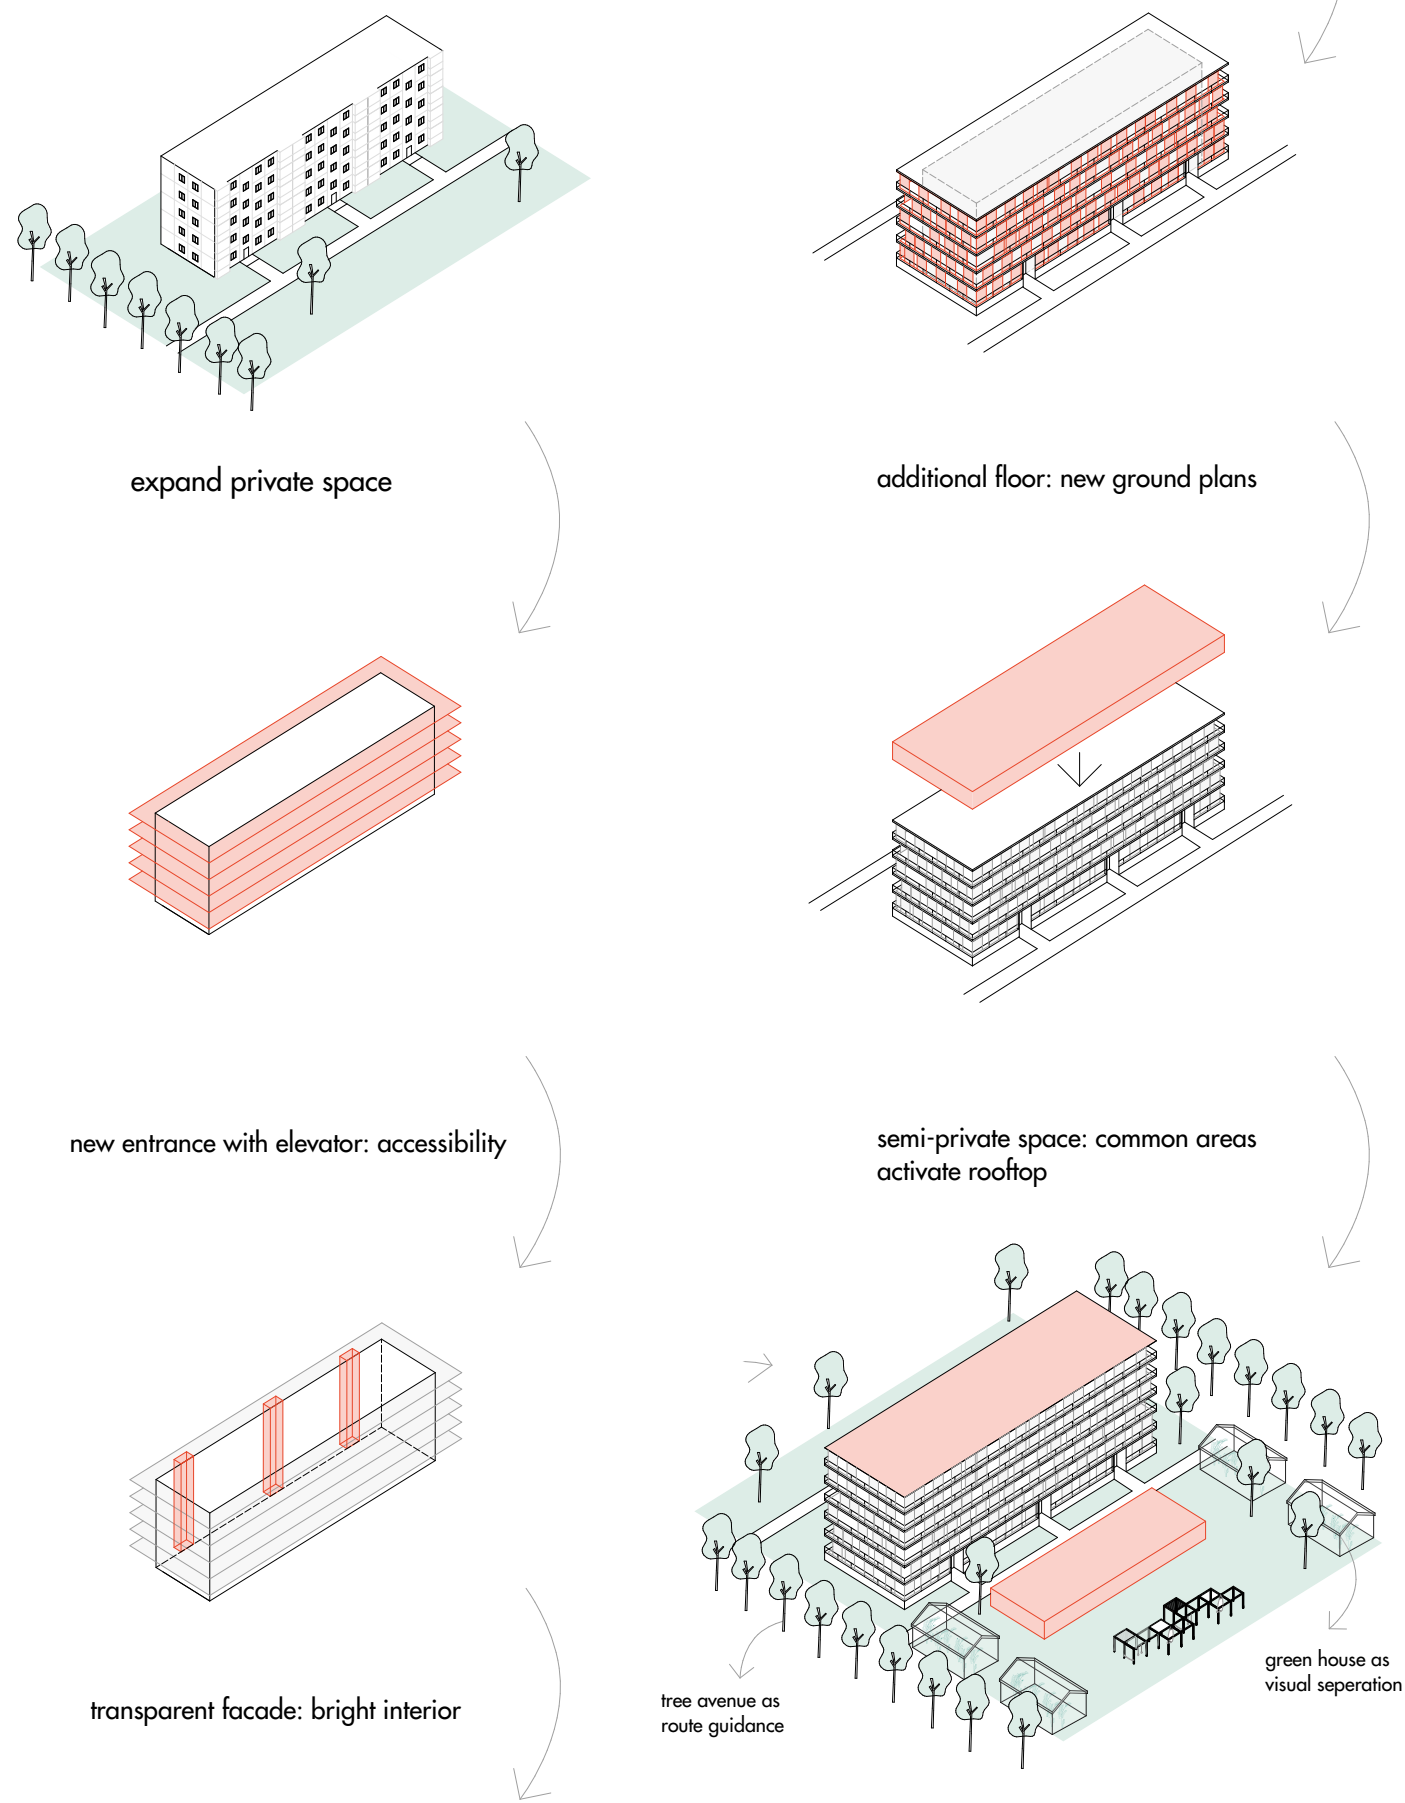 expand private space
new entrance with elevator: accessibility
transparent facade: bright interior
additional floor: new ground plans
semi-private space: common areas
activate rooftop
tree avenue as
route guidance
green house as
visual seperation